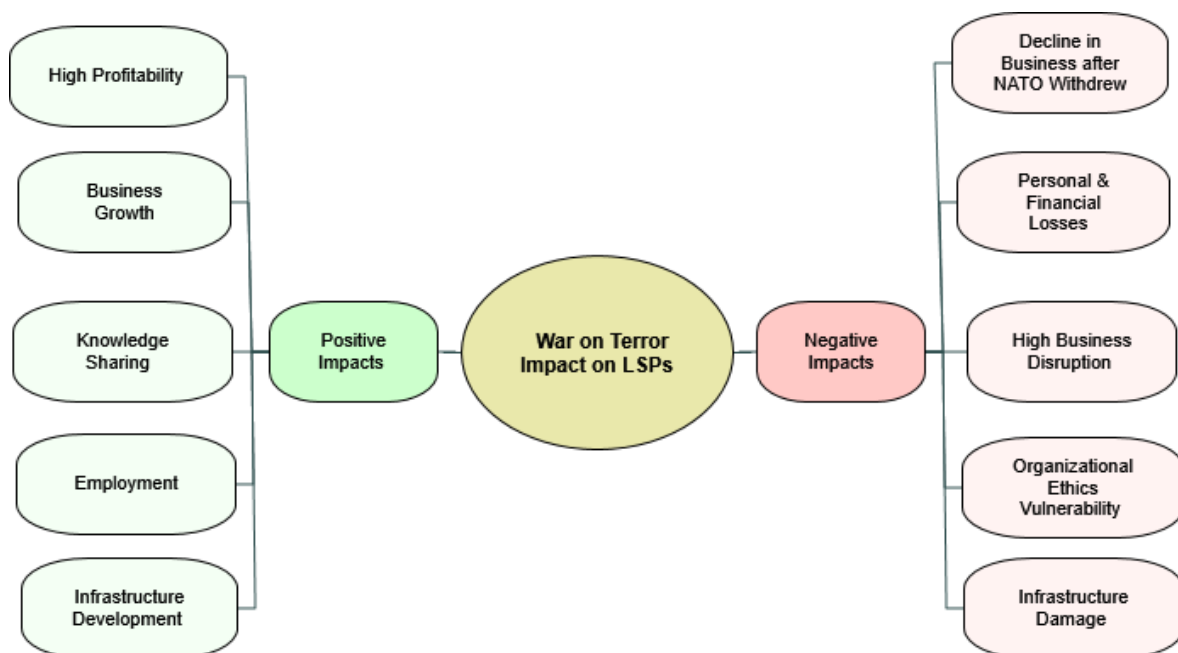 High Profitability
Business
Growth
Knowledge
Sharing
Employment
Infrastructure
Development
Positive
Impacts
War on Terror
Impact on LSPs
Negative
Impacts
Decline in
Business after
NATO Withdrew
Personal &
Financial
Losses
High Business
Disruption
Organizational
Ethics
Vulnerability
Infrastructure
Damage